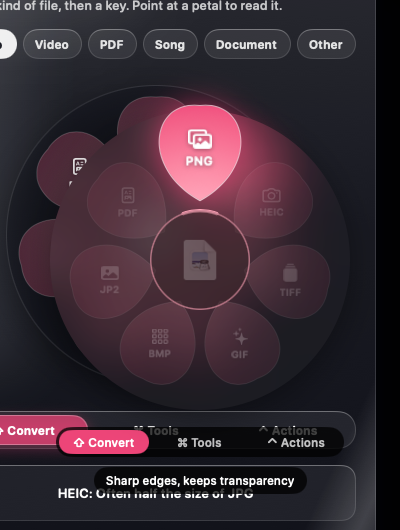 kind of file, then a key. Point at a petal to read it.
Video PDF Song Document Other
PNG
PDF HEIC
JP2 TIFF
BMP GIF
Convert ⌘ Tools ^ Actions
⇧ Convert ⌘ Tools ^ Actions
Sharp edges, keeps transparency
HEIC: Often half the size of JPG